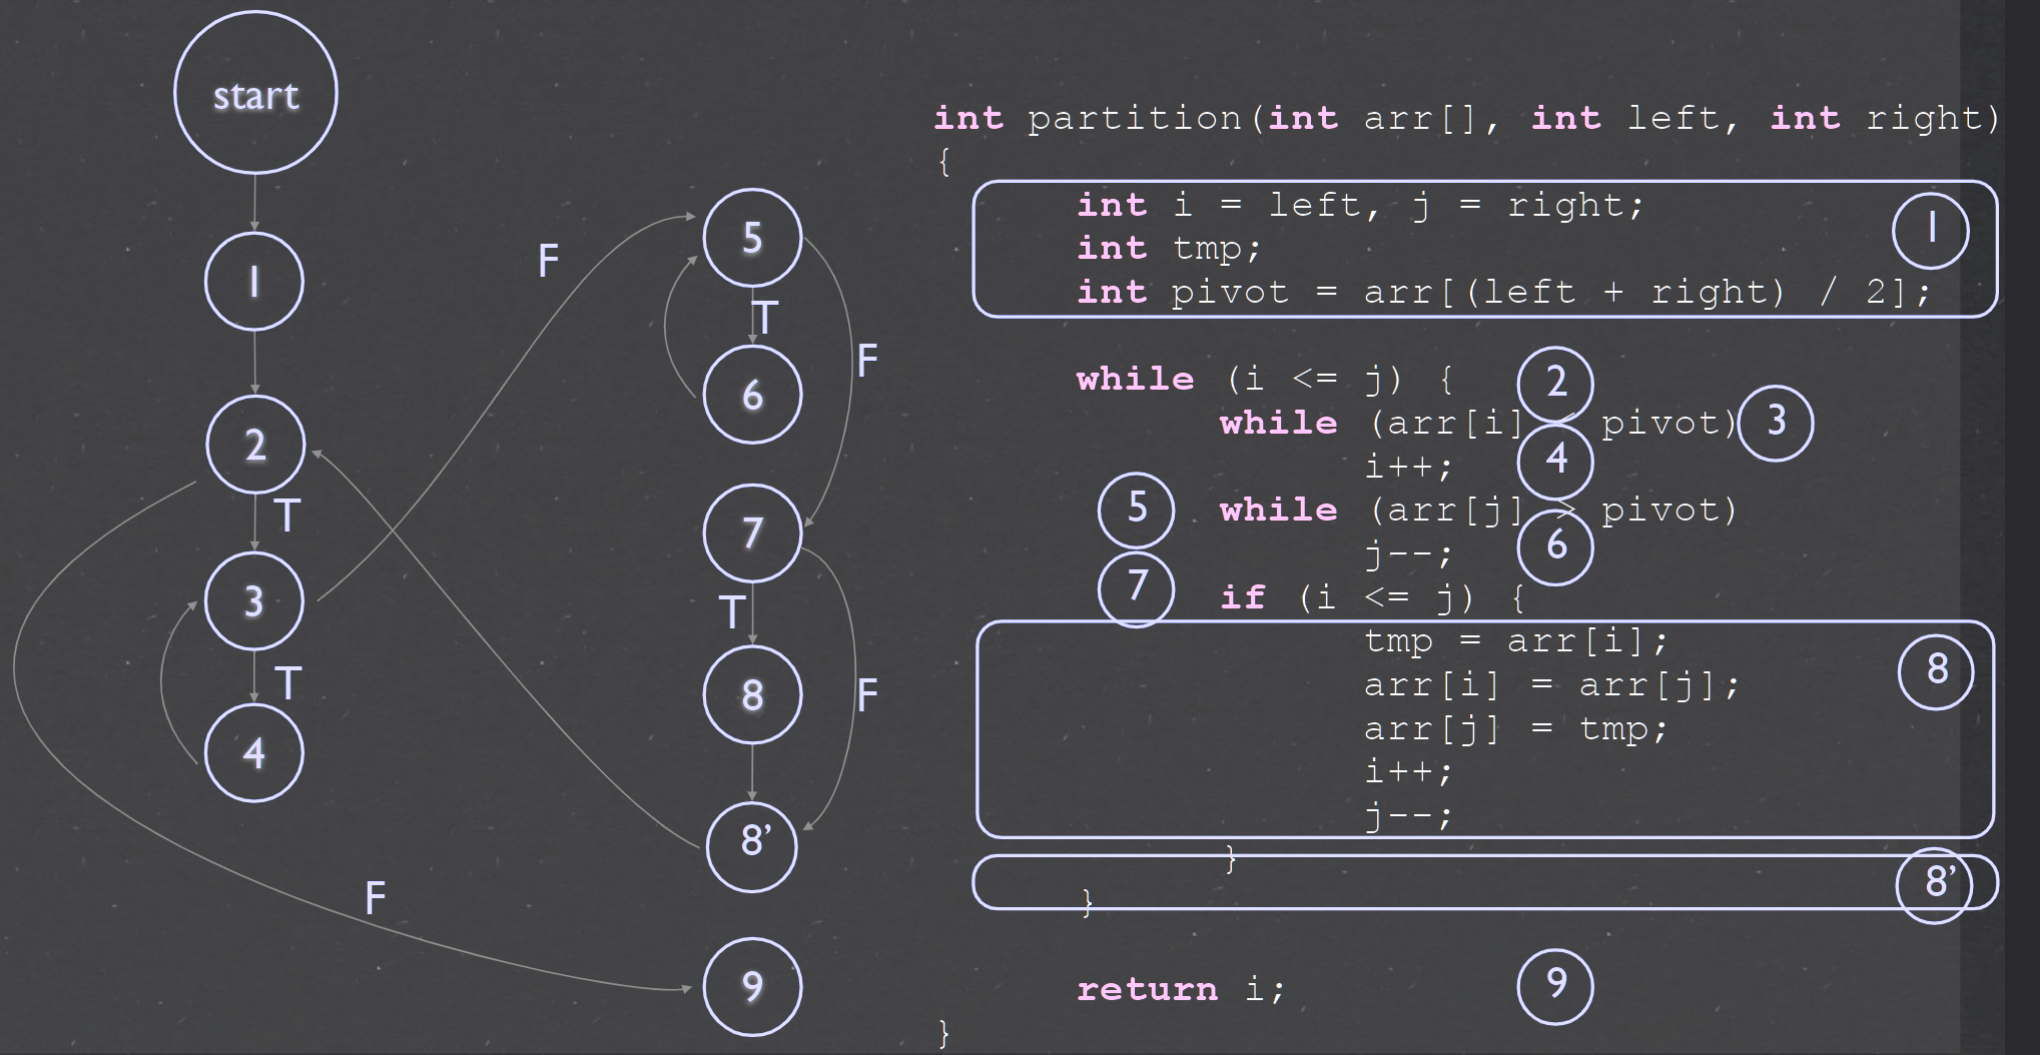 start
1
2
T
3
T
4
F
F
5
T
6
F
7
T
8
F
8’
9
int partition(int arr[], int left, int right)
{
int i = left, j = right;
int tmp;
int pivot = arr[(left + right) / 2];
1
while (i <= j) {
2
while (arr[i] < pivot)
3
i++;
4
5
while (arr[j] > pivot)
j--;
6
7
if (i <= j) {
tmp = arr[i];
8
arr[i] = arr[j];
arr[j] = tmp;
i++;
j--;
}
8’
}
return i;
9
}